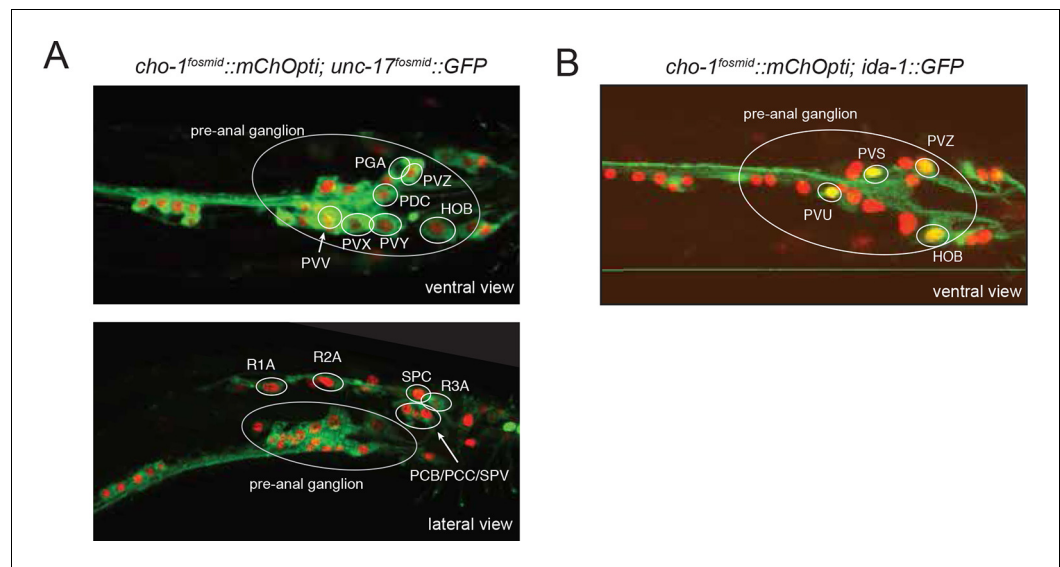 A
cho-1fosmid::mChOpti; unc-17fosmid::GFP
pre-anal ganglion
PGA
PVZ
PDC
HOB
PVX PVY
PVV
ventral view
R1A
R2A
SPC
R3A
PCB/PCC/SPV
pre-anal ganglion
lateral view
B
cho-1fosmid::mChOpti; ida-1::GFP
pre-anal ganglion
PVS
PVZ
PVU
HOB
ventral view